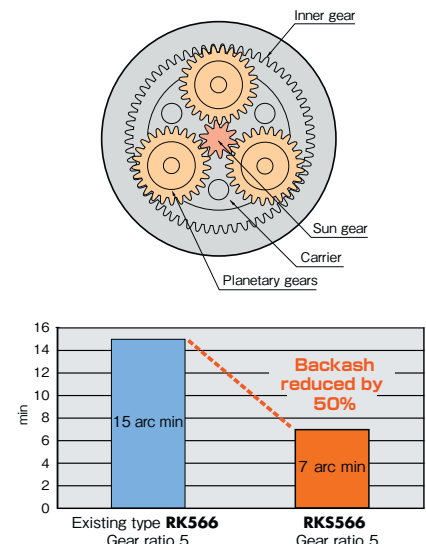 Inner gear
Sun gear
Carrier
Planetary gears
16
14
12
10
8
6
4
2
0
min
15 arc min
Backash
reduced by
50%
7 arc min
Existing type RK566
Gear ratio 5
RKS566
Gear ratio 5